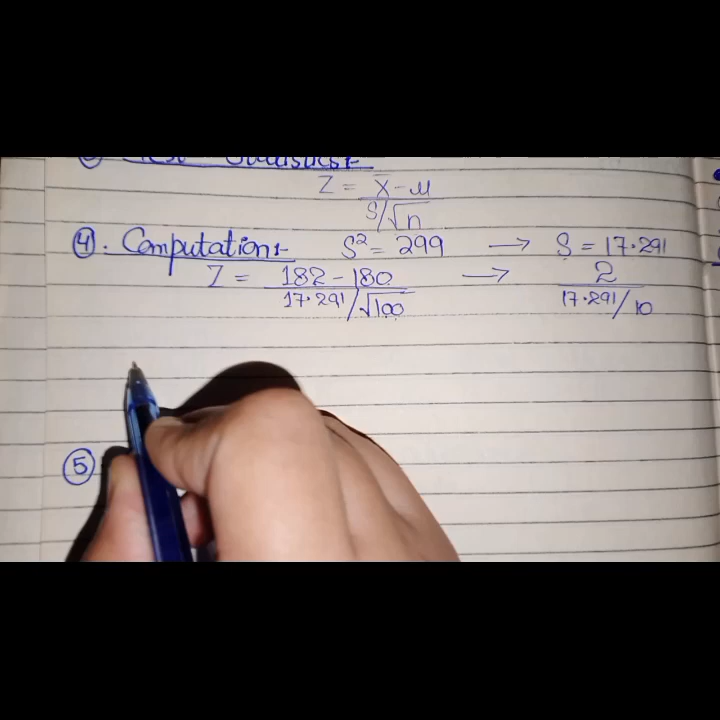 Z = X̄ - μ
S/√n
④. Computation:- S² = 299 → S = 17.291
Z = 182 - 180 → 2
17.291/√100 17.291/10
⑤